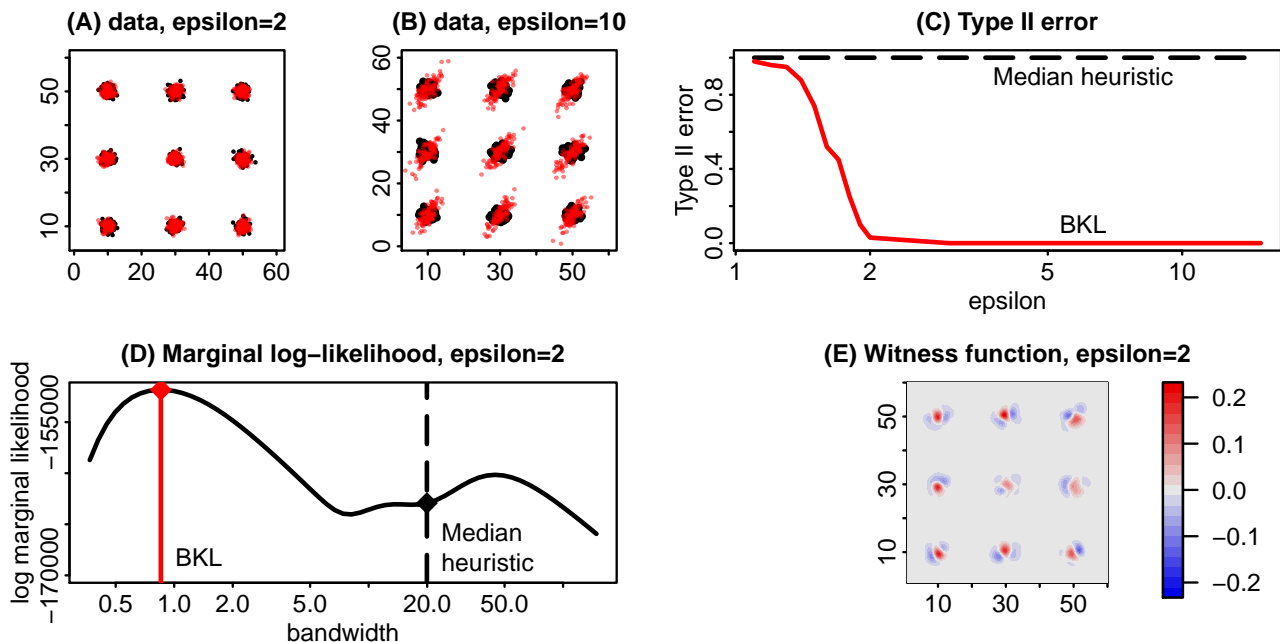 (A) data, epsilon=2
50
30
10
0 20 40 60
(B) data, epsilon=10
60
40
20
0
10 30 50
(C) Type II error
Type II error
0.8
0.4
0.0
Median heuristic
BKL
1 2 5 10
epsilon
(D) Marginal log−likelihood, epsilon=2
log marginal likelihood
−155000
−170000
BKL
Median
heuristic
0.5 1.0 2.0 5.0 20.0 50.0
bandwidth
(E) Witness function, epsilon=2
50
30
10
10 30 50
0.2
0.1
0.0
−0.1
−0.2